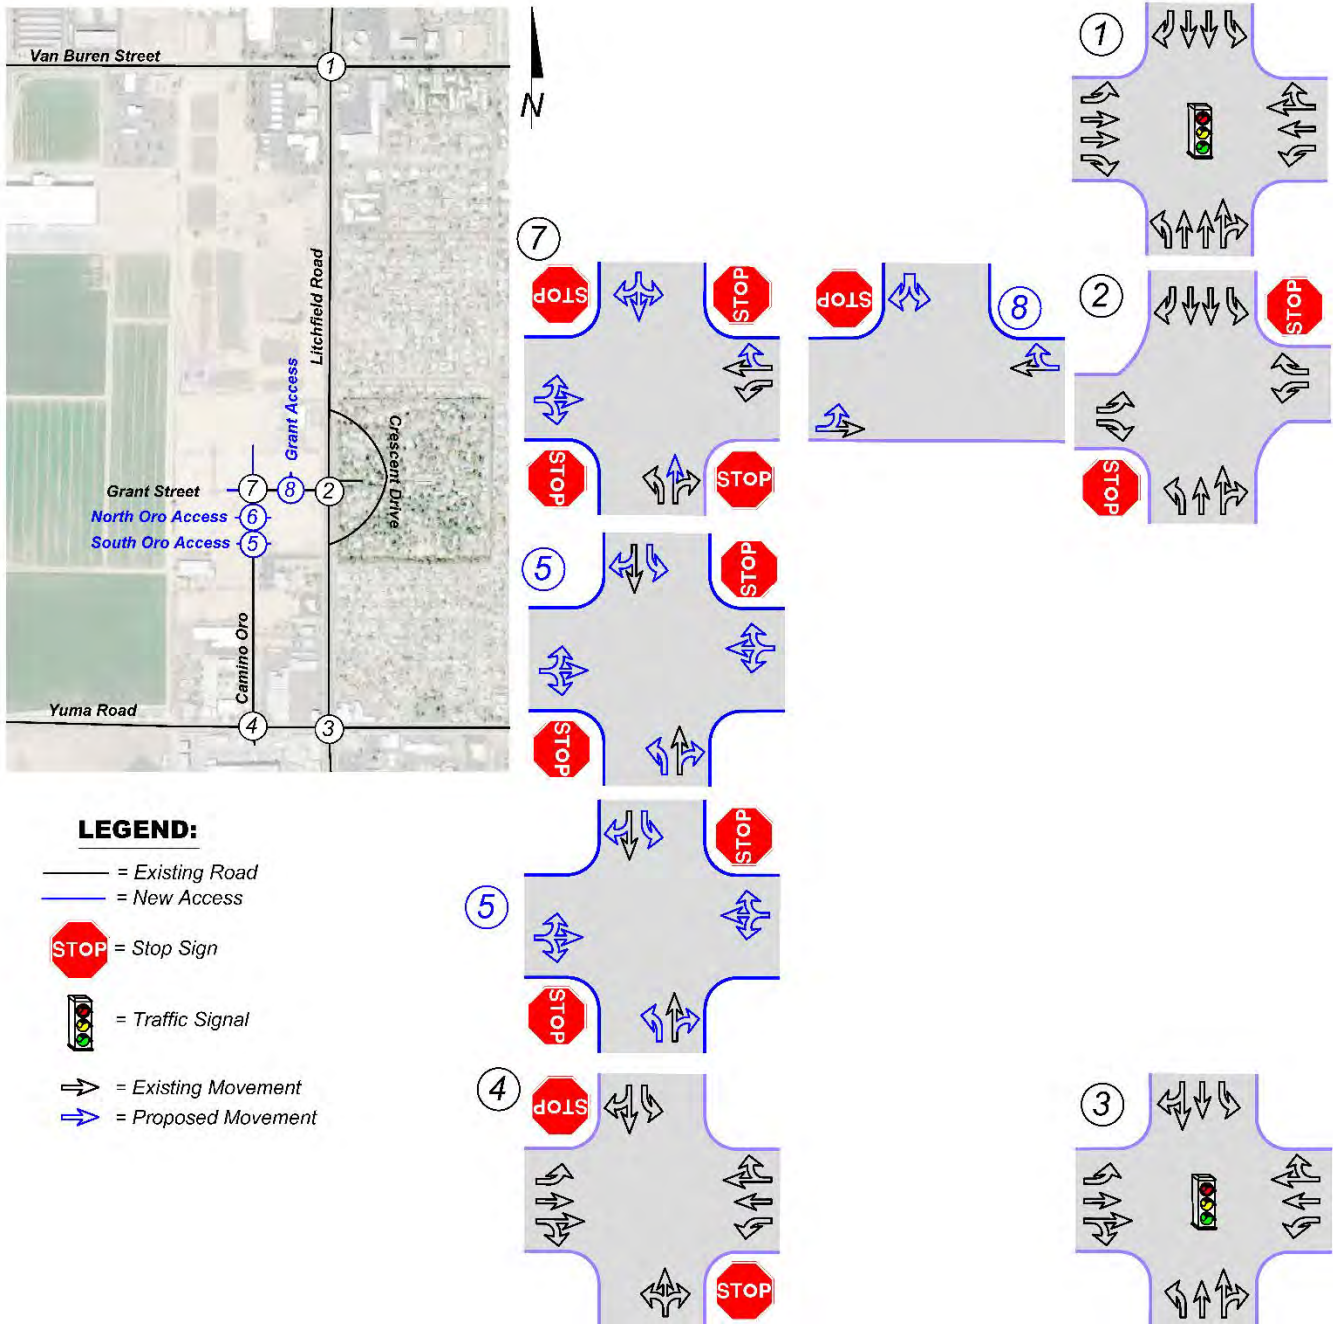 Van Buren Street
1
N
Litchfield Road
Grant Access
Crescent Drive
Grant Street
7
8
2
North Oro Access
6
South Oro Access
5
Camino Oro
Yuma Road
4
3
LEGEND:
= Existing Road
= New Access
STOP
= Stop Sign
= Traffic Signal
= Existing Movement
= Proposed Movement
1
7
STOP
STOP
STOP
STOP
STOP
8
2
STOP
STOP
5
STOP
STOP
5
STOP
STOP
4
STOP
STOP
3